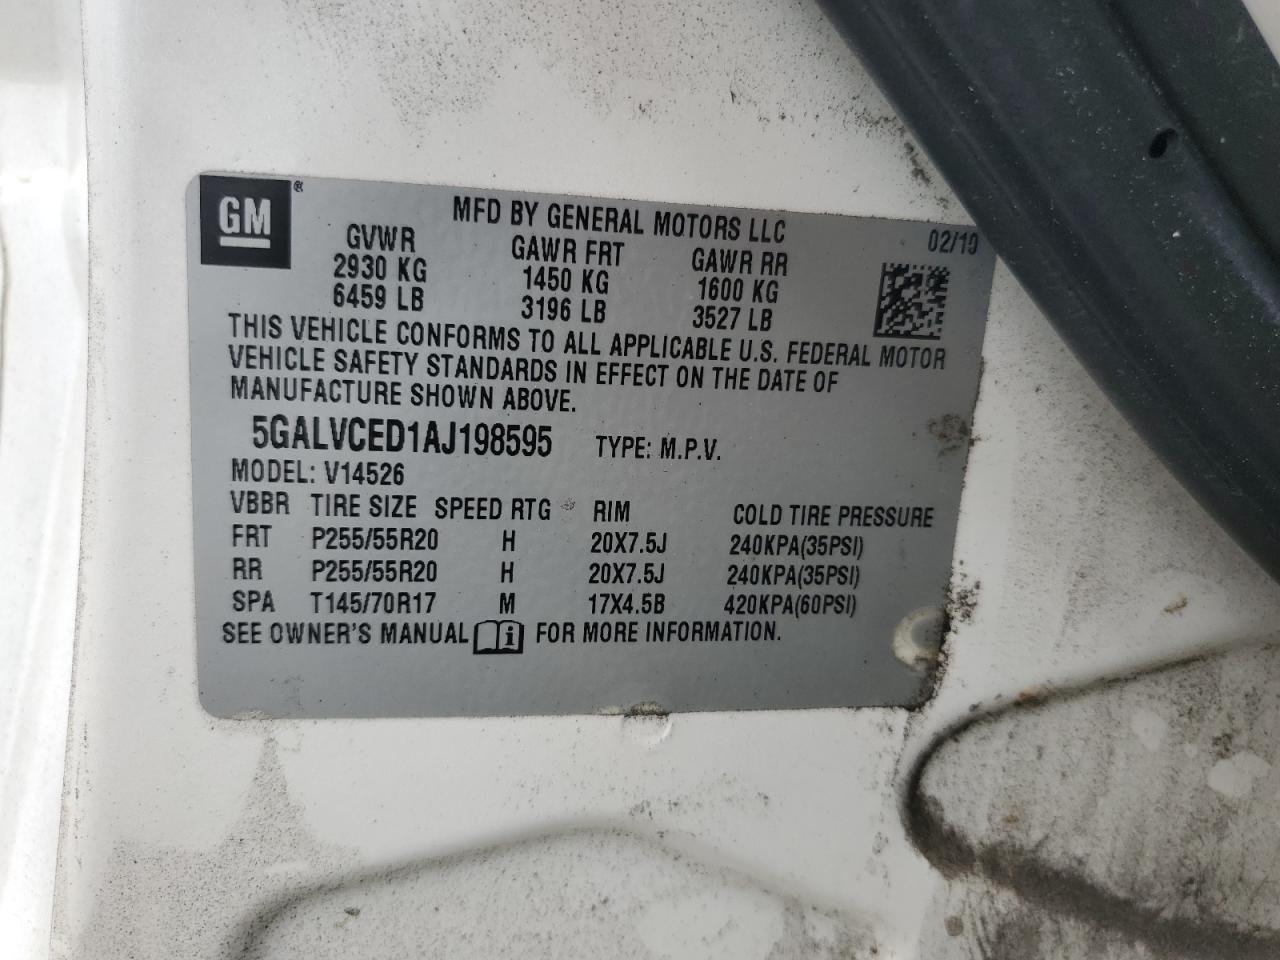 GM ®
MFD BY GENERAL MOTORS LLC 02/10
GVWR GAWR FRT GAWR RR
2930 KG 1450 KG 1600 KG
6459 LB 3196 LB 3527 LB
THIS VEHICLE CONFORMS TO ALL APPLICABLE U.S. FEDERAL MOTOR
VEHICLE SAFETY STANDARDS IN EFFECT ON THE DATE OF
MANUFACTURE SHOWN ABOVE.
5GALVCED1AJ198595 TYPE: M.P.V.
MODEL: V14526
VBBR TIRE SIZE SPEED RTG RIM COLD TIRE PRESSURE
FRT P255/55R20 H 20X7.5J 240KPA(35PSI)
RR P255/55R20 H 20X7.5J 240KPA(35PSI)
SPA T145/70R17 M 17X4.5B 420KPA(60PSI)
SEE OWNER'S MANUAL FOR MORE INFORMATION.